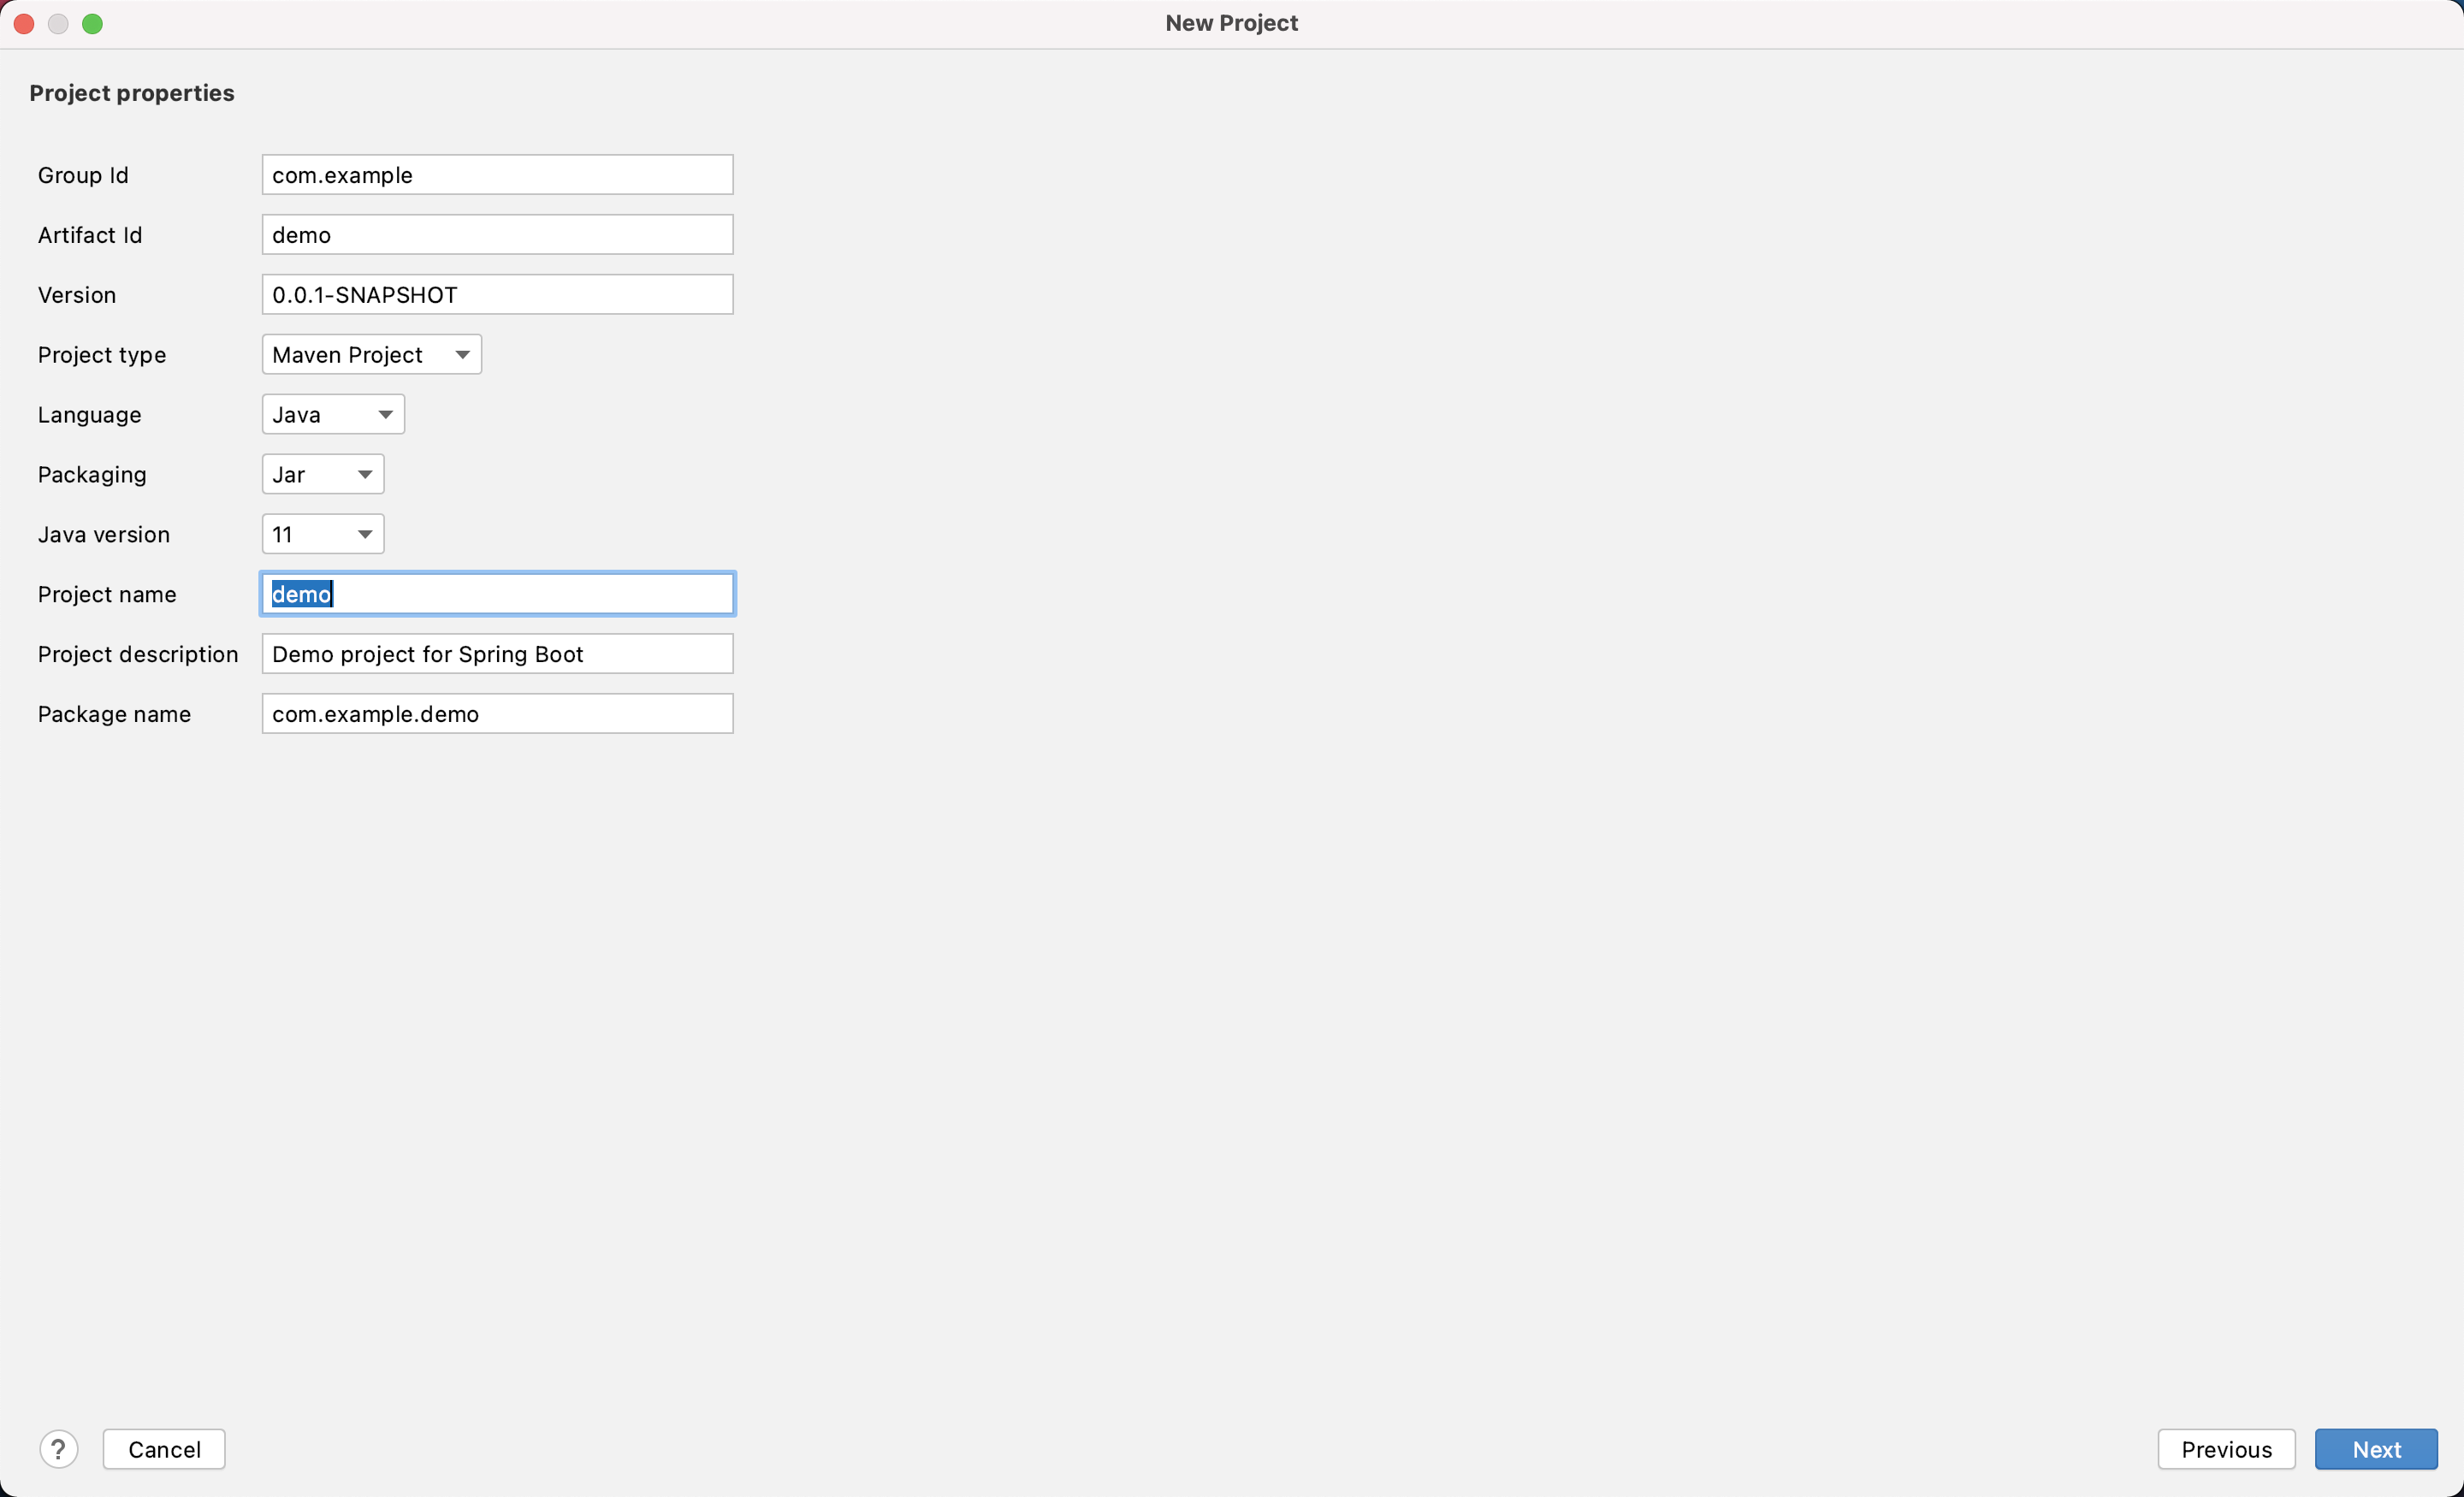 New Project
Project properties
Group Id com.example
Artifact Id demo
Version 0.0.1-SNAPSHOT
Project type Maven Project
Language Java
Packaging Jar
Java version 11
Project name demo
Project description Demo project for Spring Boot
Package name com.example.demo
? Cancel Previous Next